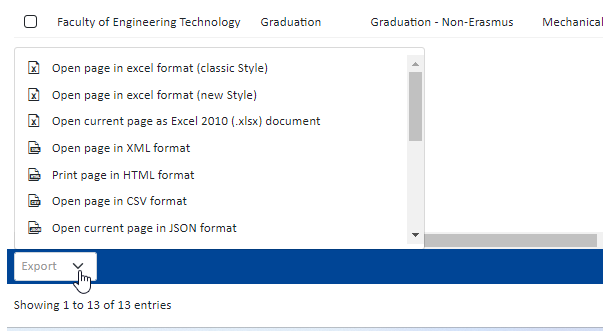 Faculty of Engineering Technology Graduation Graduation - Non-Erasmus Mechanical
Open page in excel format (classic Style)
Open page in excel format (new Style)
Open current page as Excel 2010 (.xlsx) document
Open page in XML format
Print page in HTML format
Open page in CSV format
Open current page in JSON format
Export
Showing 1 to 13 of 13 entries